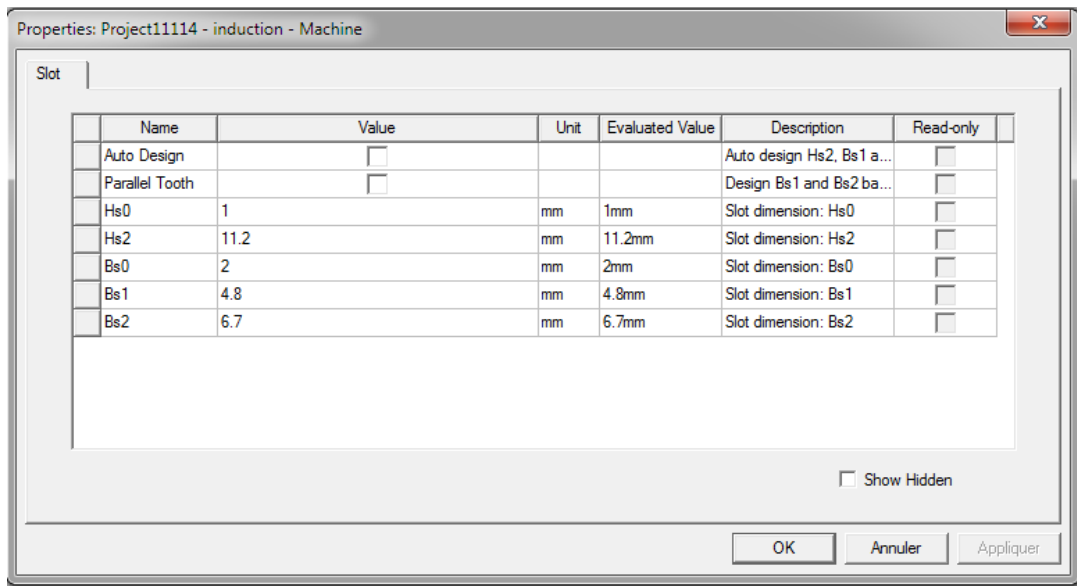 Properties: Project11114 - induction - Machine
Slot
Name Value Unit Evaluated Value Description Read-only
Auto Design Auto design Hs2, Bs1 a...
Parallel Tooth Design Bs1 and Bs2 ba...
Hs0 1 mm 1mm Slot dimension: Hs0
Hs2 11.2 mm 11.2mm Slot dimension: Hs2
Bs0 2 mm 2mm Slot dimension: Bs0
Bs1 4.8 mm 4.8mm Slot dimension: Bs1
Bs2 6.7 mm 6.7mm Slot dimension: Bs2
Show Hidden
OK Annuler Appliquer